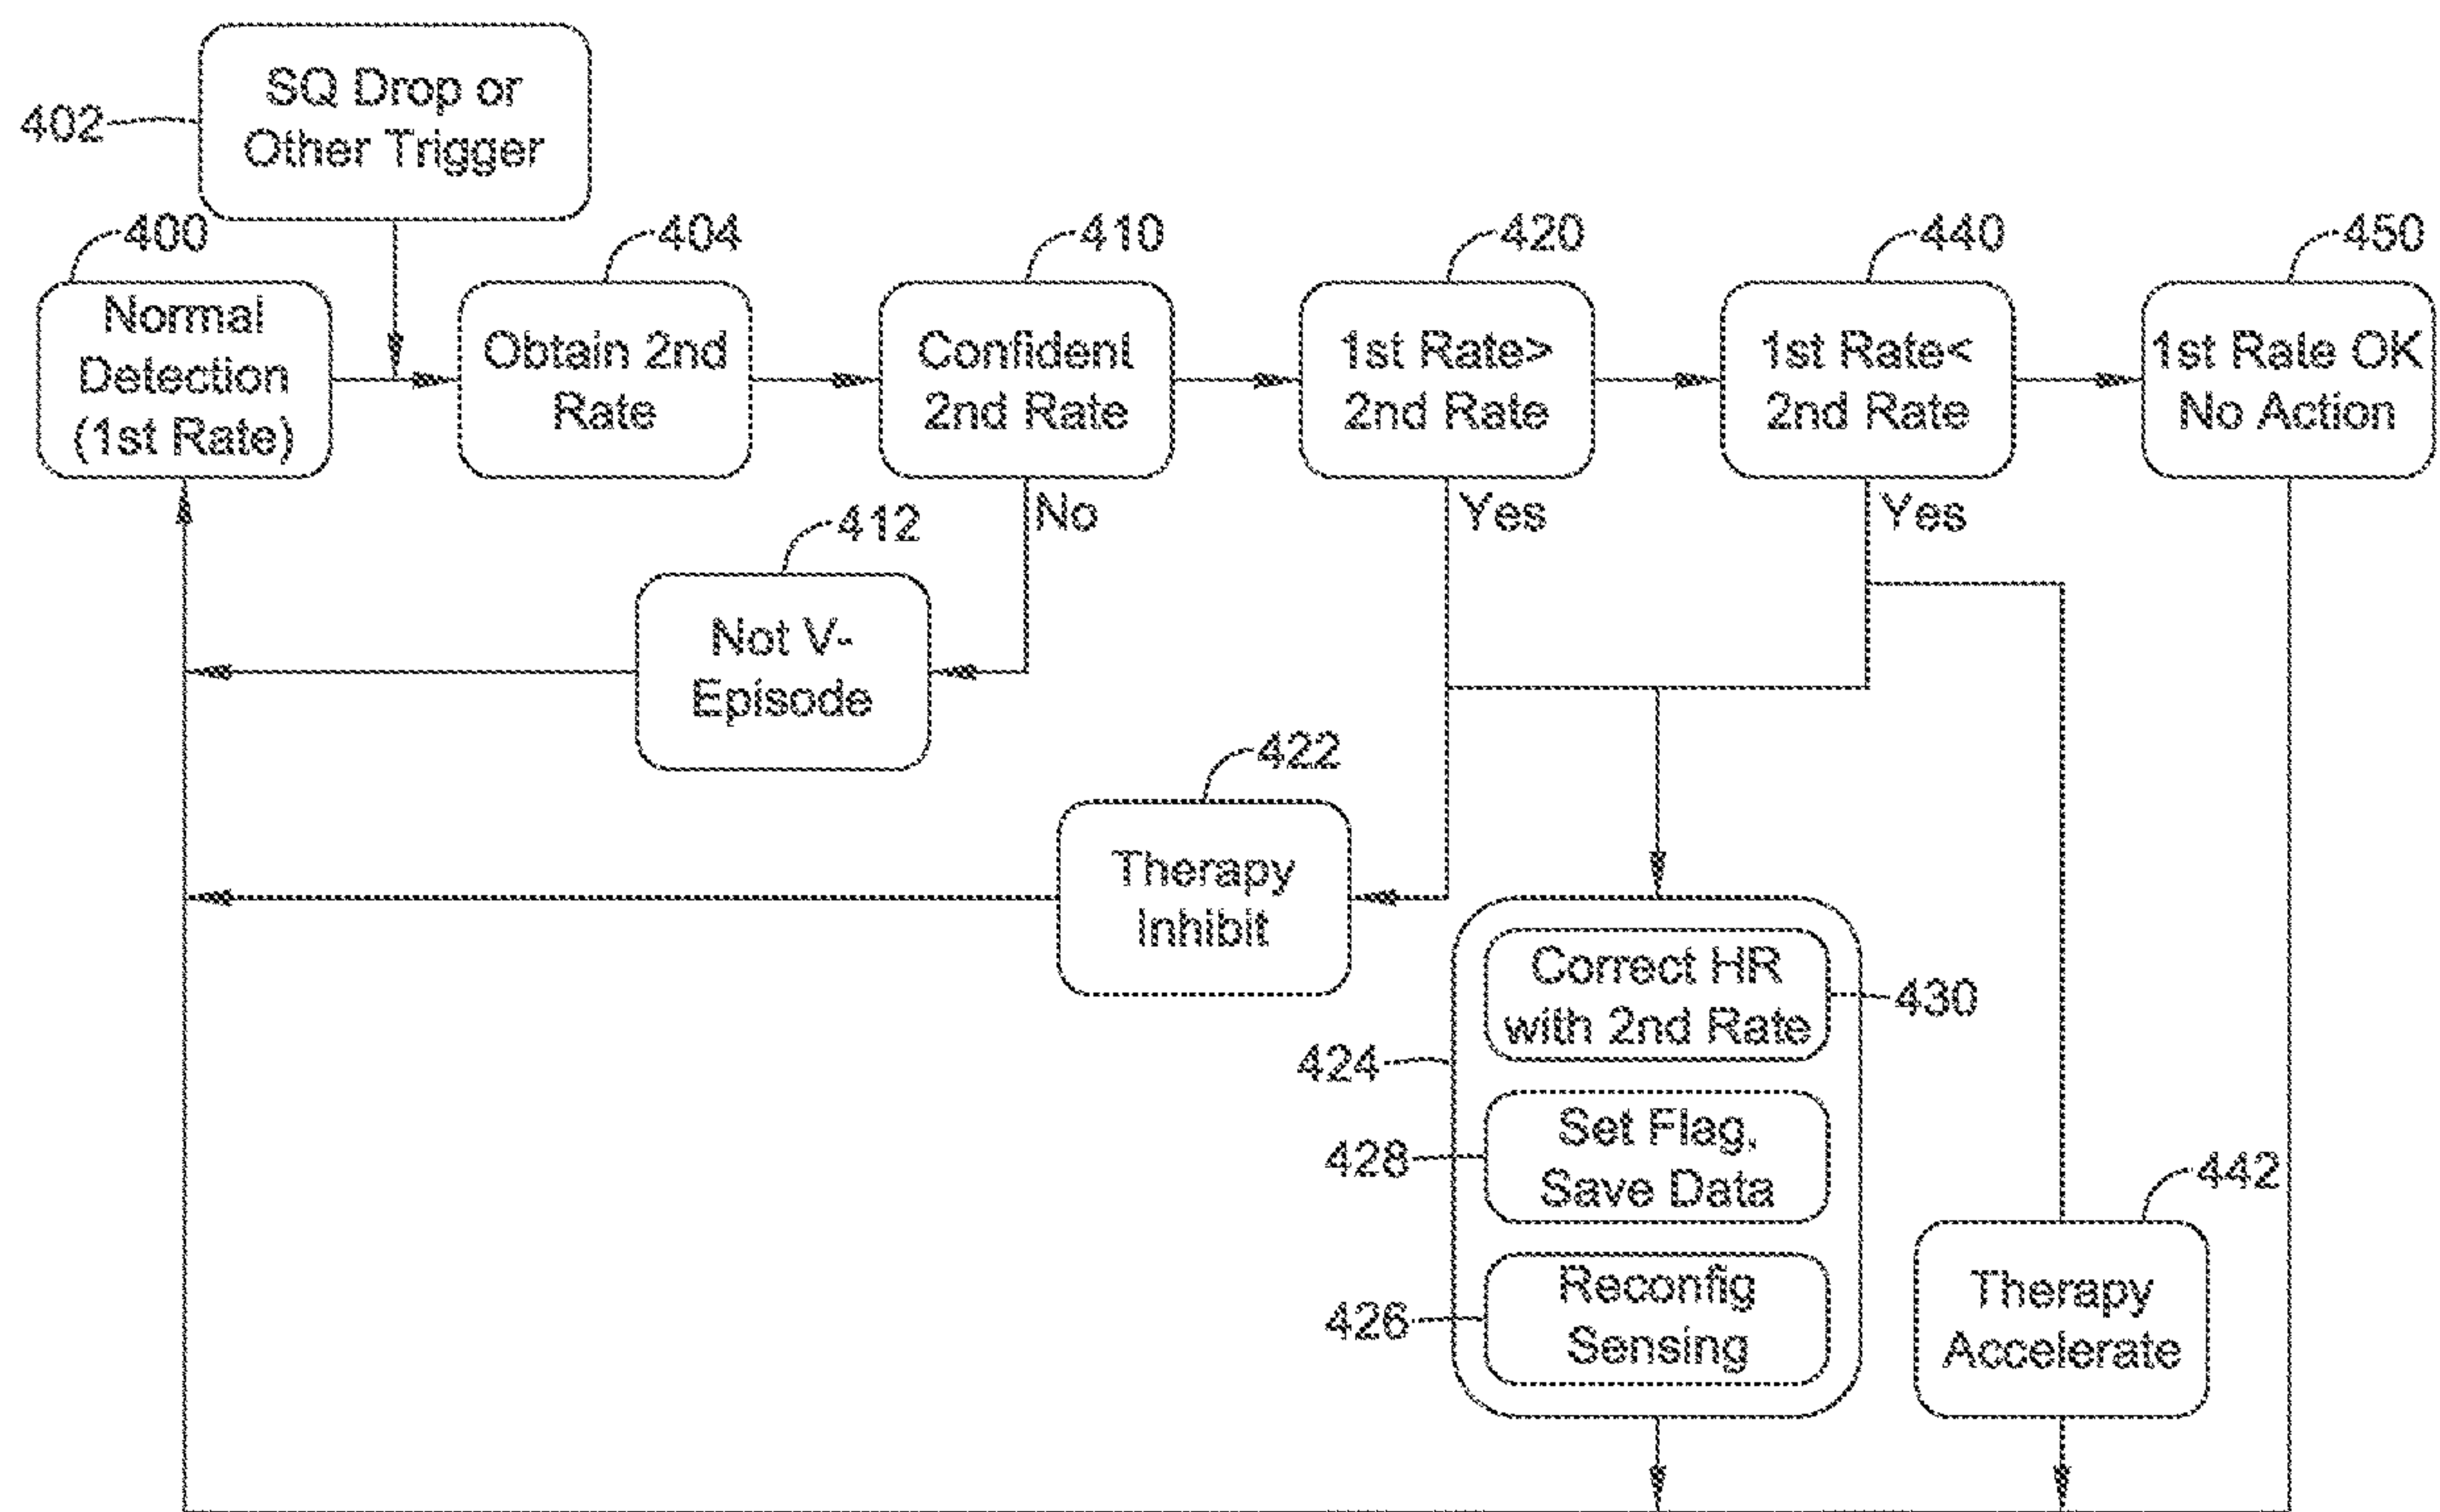 SQ Drop or
Other Trigger
402
400
404
410
420
440
450
Normal
Detection
(1st Rate)
Obtain 2nd
Rate
Confident
2nd Rate
1st Rate>
2nd Rate
1st Rate<
2nd Rate
1st Rate OK
No Action
No
Yes
Yes
412
Not V-
Episode
422
Therapy
Inhibit
Correct HR
with 2nd Rate
430
424
Set Flag,
Save Data
428
442
Reconfig
Sensing
426
Therapy
Accelerate